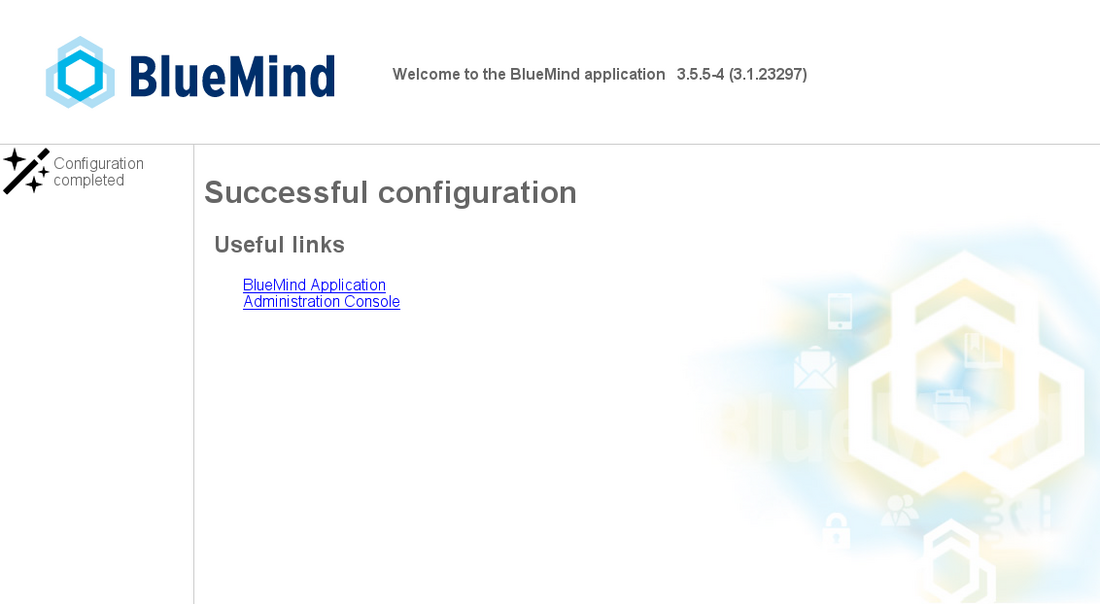 BlueMind
Welcome to the BlueMind application 3.5.5-4 (3.1.23297)
Configuration
completed
Successful configuration
Useful links
BlueMind Application
Administration Console
BlueMind